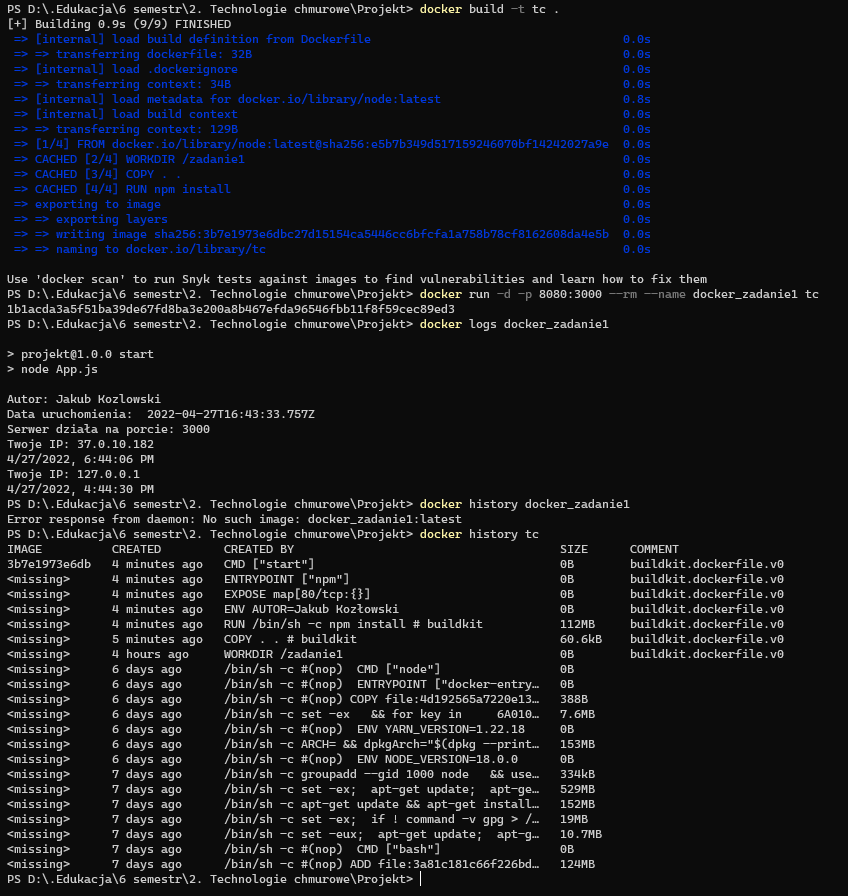 PS D:\.Edukacja\6 semestr\2. Technologie chmurowe\Projekt> docker build -t tc .
[+] Building 0.9s (9/9) FINISHED
 => [internal] load build definition from Dockerfile                                    0.0s
 => => transferring dockerfile: 32B                                                     0.0s
 => [internal] load .dockerignore                                                       0.0s
 => => transferring context: 34B                                                        0.0s
 => [internal] load metadata for docker.io/library/node:latest                          0.8s
 => [internal] load build context                                                       0.0s
 => => transferring context: 129B                                                       0.0s
 => [1/4] FROM docker.io/library/node:latest@sha256:e5b7b349d517159246070bf14242027a9e  0.0s
 => CACHED [2/4] WORKDIR /zadanie1                                                      0.0s
 => CACHED [3/4] COPY . .                                                               0.0s
 => CACHED [4/4] RUN npm install                                                        0.0s
 => exporting to image                                                                  0.0s
 => => exporting layers                                                                 0.0s
 => => writing image sha256:3b7e1973e6dbc27d15154ca5446cc6bfcfa1a758b78cf8162608da4e5b  0.0s
 => => naming to docker.io/library/tc                                                   0.0s
Use 'docker scan' to run Snyk tests against images to find vulnerabilities and learn how to fix them
PS D:\.Edukacja\6 semestr\2. Technologie chmurowe\Projekt> docker run -d -p 8080:3000 --rm --name docker_zadanie1 tc
1b1acda3a5f51ba39de67fd8ba3e200a8b467efda96546fbb11f8f59cec89ed3
PS D:\.Edukacja\6 semestr\2. Technologie chmurowe\Projekt> docker logs docker_zadanie1
> projekt@1.0.0 start
> node App.js
Autor: Jakub Kozlowski
Data uruchomienia:  2022-04-27T16:43:33.757Z
Serwer działa na porcie: 3000
Twoje IP: 37.0.10.182
4/27/2022, 6:44:06 PM
Twoje IP: 127.0.0.1
4/27/2022, 4:44:30 PM
PS D:\.Edukacja\6 semestr\2. Technologie chmurowe\Projekt> docker history docker_zadanie1
Error response from daemon: No such image: docker_zadanie1:latest
PS D:\.Edukacja\6 semestr\2. Technologie chmurowe\Projekt> docker history tc
IMAGE          CREATED         CREATED BY                                      SIZE      COMMENT
3b7e1973e6db   4 minutes ago   CMD ["start"]                                   0B        buildkit.dockerfile.v0
<missing>      4 minutes ago   ENTRYPOINT ["npm"]                              0B        buildkit.dockerfile.v0
<missing>      4 minutes ago   EXPOSE map[80/tcp:{}]                           0B        buildkit.dockerfile.v0
<missing>      4 minutes ago   ENV AUTOR=Jakub Kozłowski                       0B        buildkit.dockerfile.v0
<missing>      4 minutes ago   RUN /bin/sh -c npm install # buildkit           112MB     buildkit.dockerfile.v0
<missing>      5 minutes ago   COPY . . # buildkit                             60.6kB    buildkit.dockerfile.v0
<missing>      4 hours ago     WORKDIR /zadanie1                               0B        buildkit.dockerfile.v0
<missing>      6 days ago      /bin/sh -c #(nop)  CMD ["node"]                 0B
<missing>      6 days ago      /bin/sh -c #(nop)  ENTRYPOINT ["docker-entry…   0B
<missing>      6 days ago      /bin/sh -c #(nop) COPY file:4d192565a7220e13…   388B
<missing>      6 days ago      /bin/sh -c set -ex   && for key in     6A010…   7.6MB
<missing>      6 days ago      /bin/sh -c #(nop)  ENV YARN_VERSION=1.22.18     0B
<missing>      6 days ago      /bin/sh -c ARCH= && dpkgArch="$(dpkg --print…   153MB
<missing>      6 days ago      /bin/sh -c #(nop)  ENV NODE_VERSION=18.0.0      0B
<missing>      7 days ago      /bin/sh -c groupadd --gid 1000 node   && use…   334kB
<missing>      7 days ago      /bin/sh -c set -ex;  apt-get update;  apt-ge…   529MB
<missing>      7 days ago      /bin/sh -c apt-get update && apt-get install…   152MB
<missing>      7 days ago      /bin/sh -c set -ex;  if ! command -v gpg > /…   19MB
<missing>      7 days ago      /bin/sh -c set -eux;  apt-get update;  apt-g…   10.7MB
<missing>      7 days ago      /bin/sh -c #(nop)  CMD ["bash"]                 0B
<missing>      7 days ago      /bin/sh -c #(nop) ADD file:3a81c181c66f226bd…   124MB
PS D:\.Edukacja\6 semestr\2. Technologie chmurowe\Projekt>